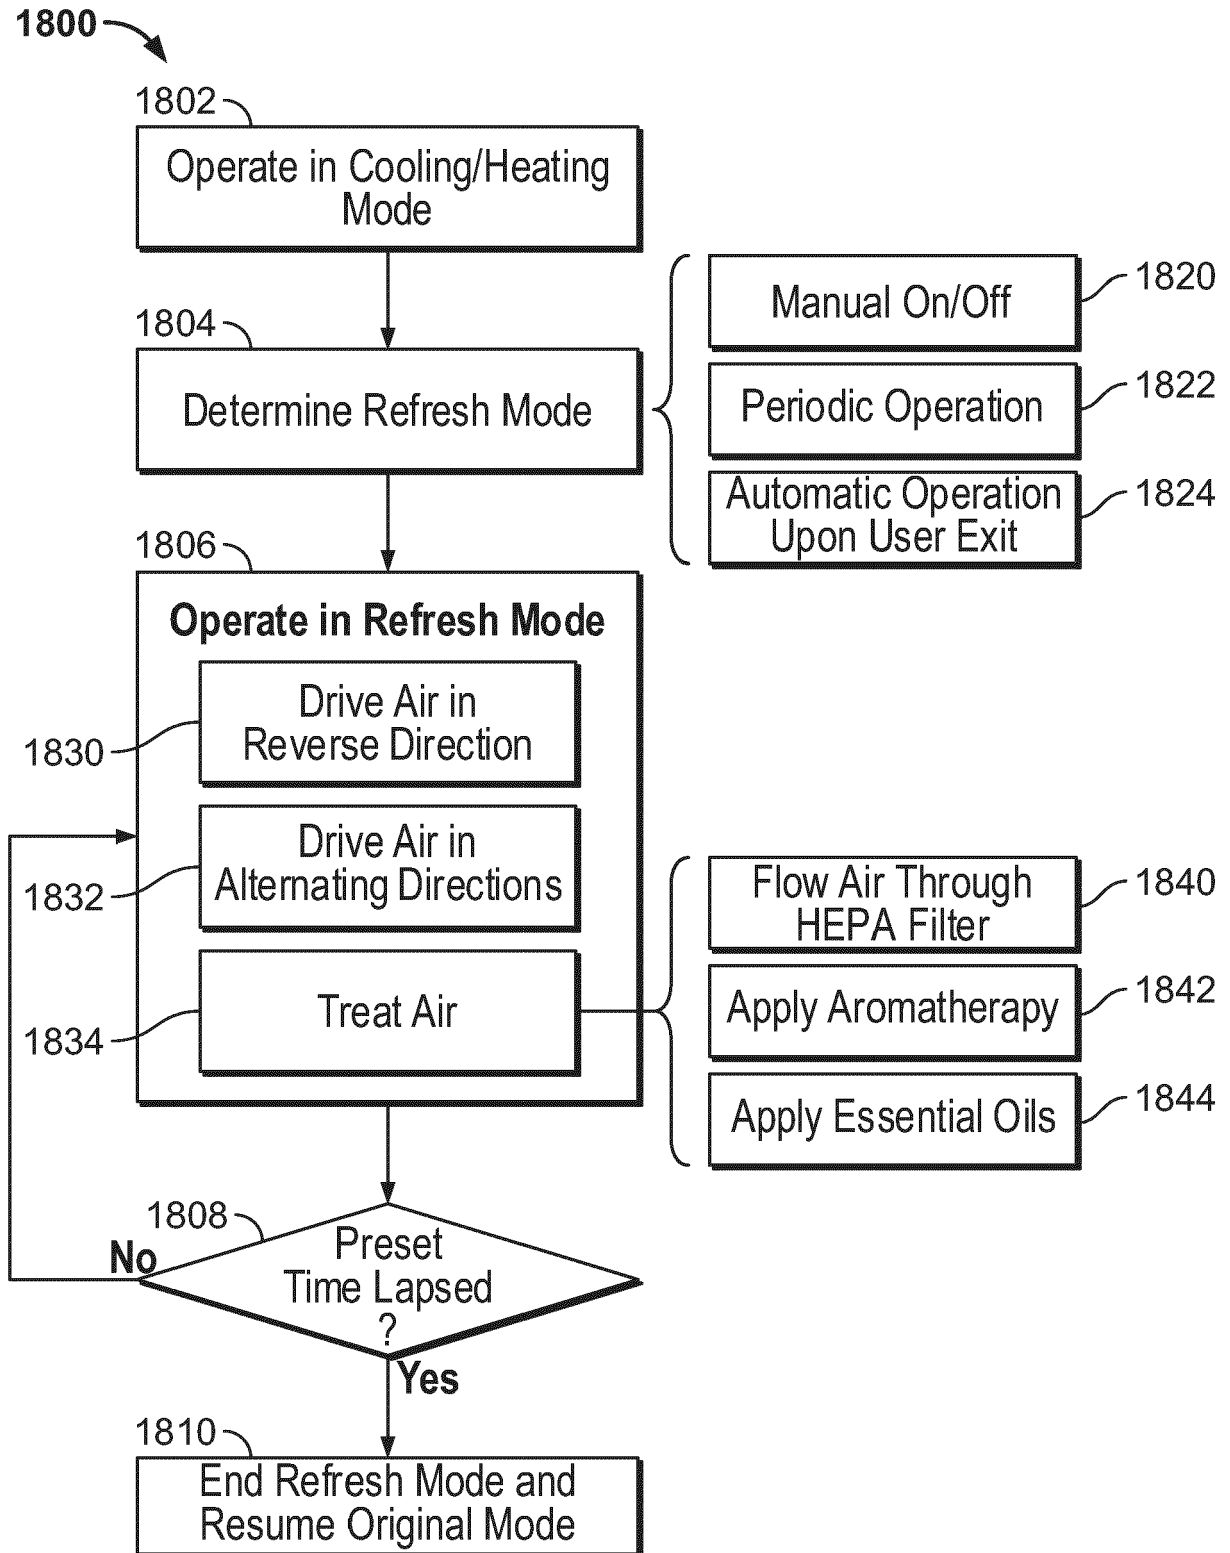 1800
1802
Operate in Cooling/Heating
Mode
1804
Determine Refresh Mode
Manual On/Off
1820
Periodic Operation
1822
Automatic Operation
Upon User Exit
1824
1806
Operate in Refresh Mode
Drive Air in
Reverse Direction
1830
Drive Air in
Alternating Directions
1832
Treat Air
1834
Flow Air Through
HEPA Filter
1840
Apply Aromatherapy
1842
Apply Essential Oils
1844
1808
Preset
Time Lapsed
?
No
Yes
1810
End Refresh Mode and
Resume Original Mode